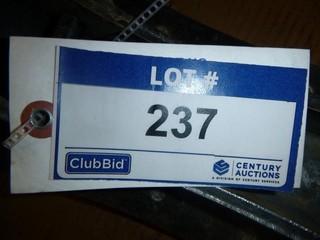 LOT #
237
ClubBid
CENTURY
AUCTIONS
A DIVISION OF CENTURY SERVICES